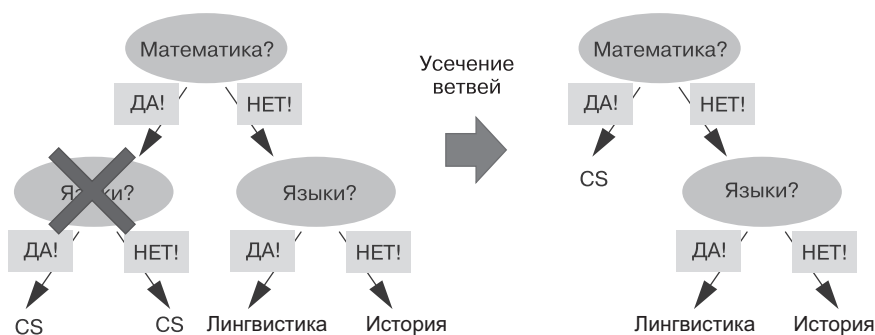 Математика?
ДА!
НЕТ!
Языки?
Языки?
ДА!
НЕТ!
ДА!
НЕТ!
CS
CS
Лингвистика
История
Усечение
ветвей
Математика?
ДА!
НЕТ!
CS
Языки?
ДА!
НЕТ!
Лингвистика
История